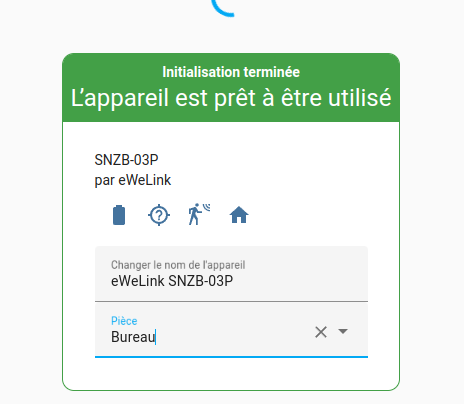 Initialisation terminée
L'appareil est prêt à être utilisé
SNZB-03P
par eWeLink
Changer le nom de l'appareil
eWeLink SNZB-03P
Pièce
Bureau